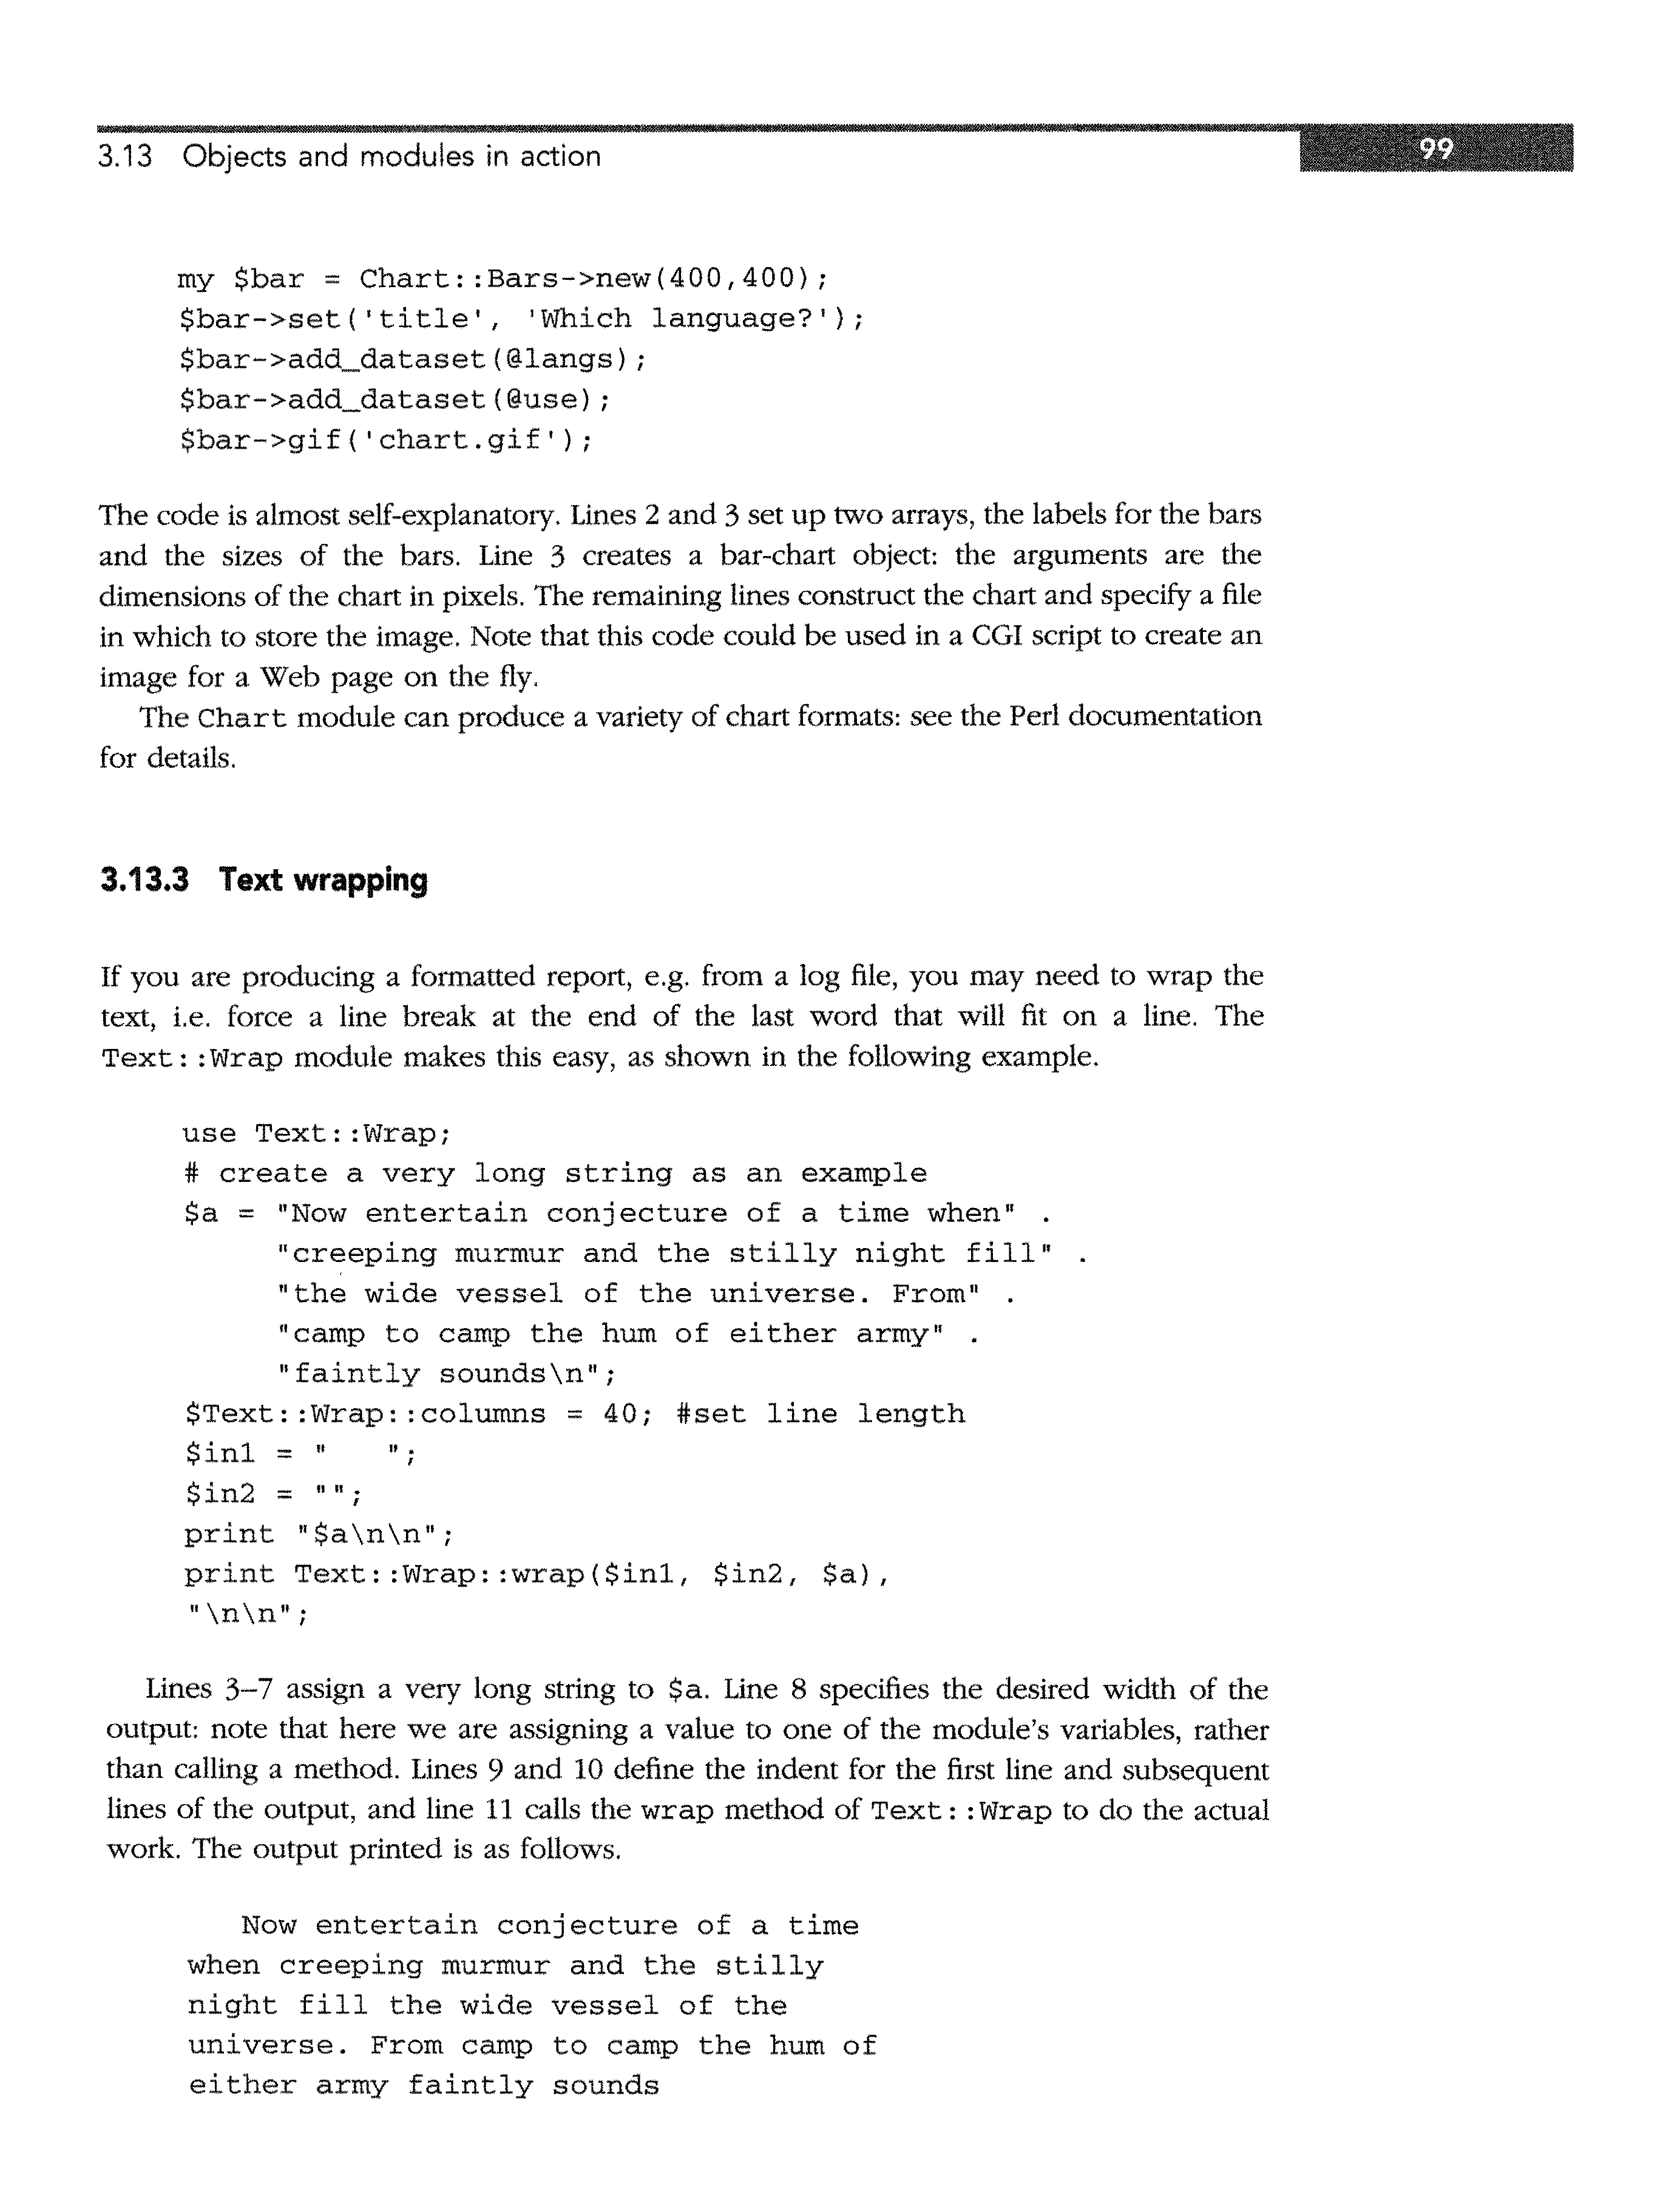 3.13 Objects and modules in action 99
my $bar = Chart::Bars->new(400,400);
$bar->set('title', 'Which language?');
$bar->add_dataset(@langs);
$bar->add_dataset(@use);
$bar->gif('chart.gif');
The code is almost self-explanatory. Lines 2 and 3 set up two arrays, the labels for the bars
and the sizes of the bars. Line 3 creates a bar-chart object: the arguments are the
dimensions of the chart in pixels. The remaining lines construct the chart and specify a file
in which to store the image. Note that this code could be used in a CGI script to create an
image for a Web page on the fly.
The Chart module can produce a variety of chart formats: see the Perl documentation
for details.
3.13.3 Text wrapping
If you are producing a formatted report, e.g. from a log file, you may need to wrap the
text, i.e. force a line break at the end of the last word that will fit on a line. The
Text::Wrap module makes this easy, as shown in the following example.
use Text::Wrap;
# create a very long string as an example
$a = "Now entertain conjecture of a time when" .
"creeping murmur and the stilly night fill" .
"the wide vessel of the universe. From" .
"camp to camp the hum of either army" .
"faintly sounds\n";
$Text::Wrap::columns = 40; #set line length
$in1 = "   ";
$in2 = "";
print "$a\n\n";
print Text::Wrap::wrap($in1, $in2, $a),
"\n\n";
Lines 3–7 assign a very long string to $a. Line 8 specifies the desired width of the
output: note that here we are assigning a value to one of the module's variables, rather
than calling a method. Lines 9 and 10 define the indent for the first line and subsequent
lines of the output, and line 11 calls the wrap method of Text::Wrap to do the actual
work. The output printed is as follows.
Now entertain conjecture of a time
when creeping murmur and the stilly
night fill the wide vessel of the
universe. From camp to camp the hum of
either army faintly sounds